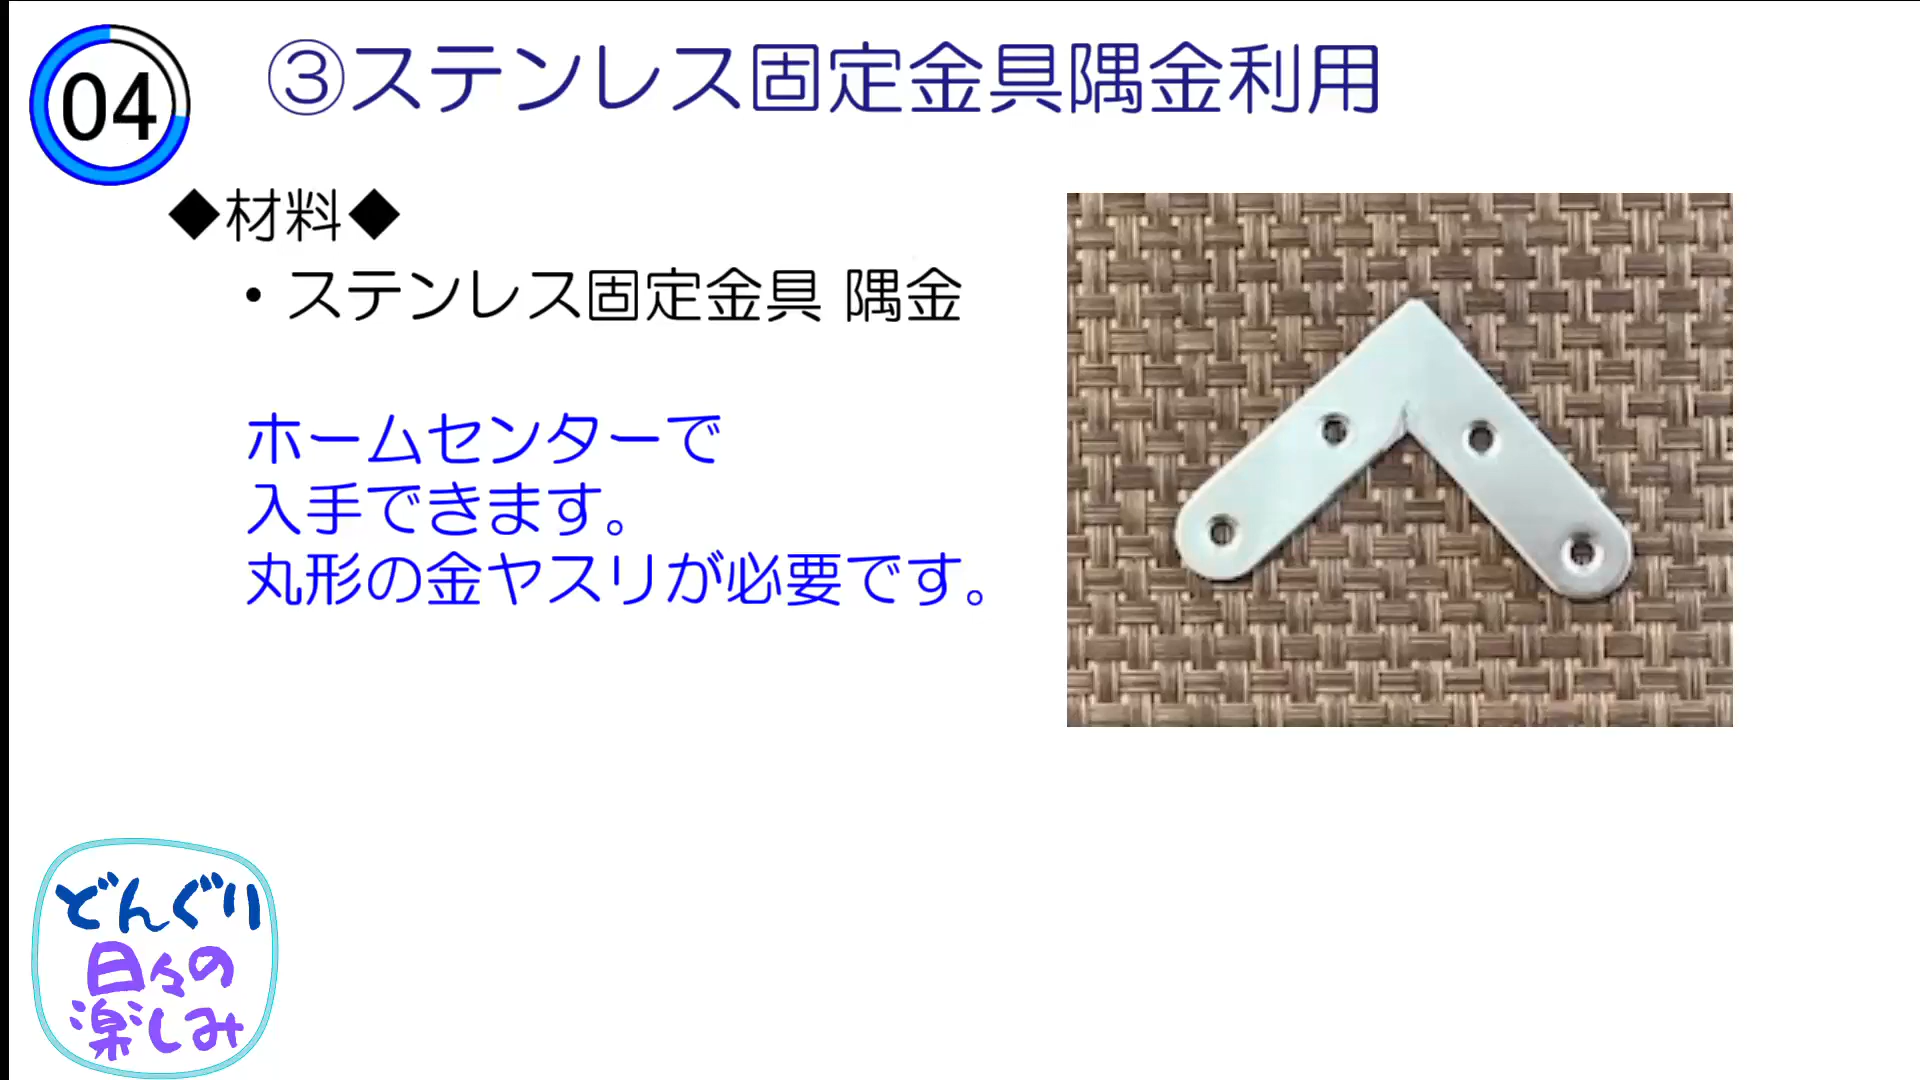 04
③ステンレス固定金具隅金利用
◆材料◆
・ステンレス固定金具 隅金
ホームセンターで
入手できます。
丸形の金ヤスリが必要です。
どんぐり
日々の
楽しみ